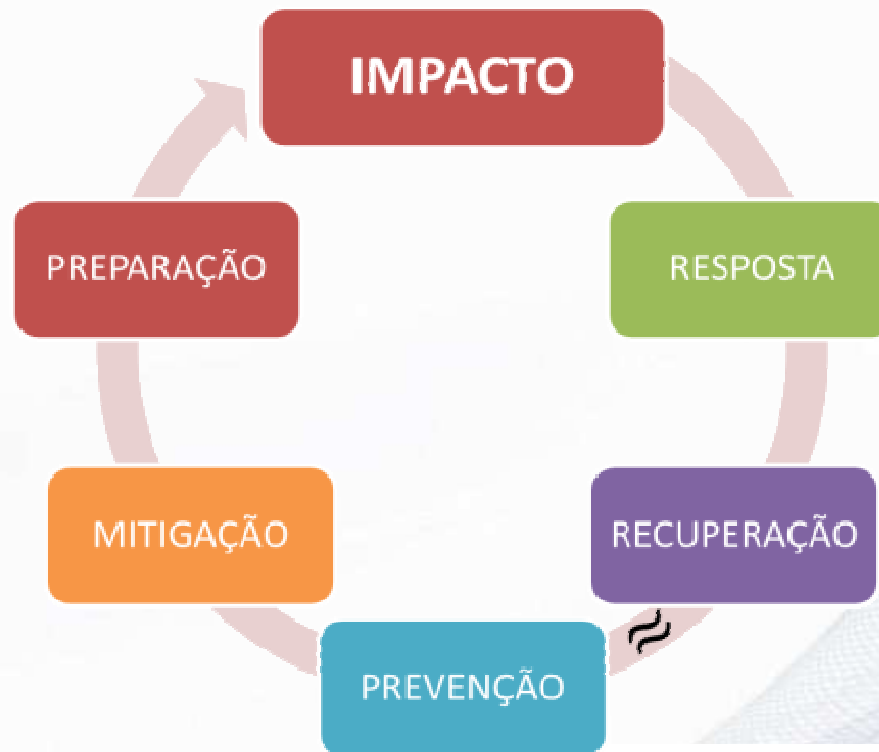 IMPACTO
PREPARAÇÃO
RESPOSTA
MITIGAÇÃO
RECUPERAÇÃO
PREVENÇÃO